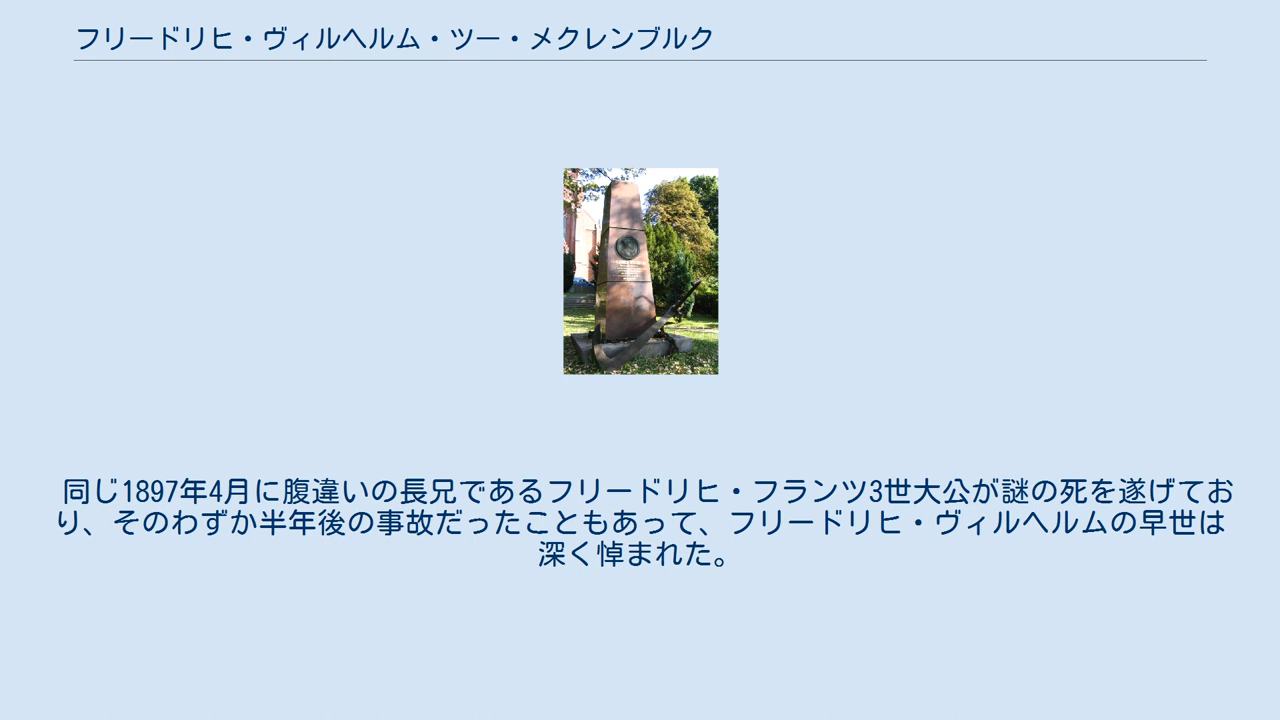 フリードリヒ・ヴィルヘルム・ツー・メクレンブルク
同じ1897年4月に腹違いの長兄であるフリードリヒ・フランツ3世大公が謎の死を遂げてお
り、そのわずか半年後の事故だったこともあって、フリードリヒ・ヴィルヘルムの早世は
深く悼まれた。